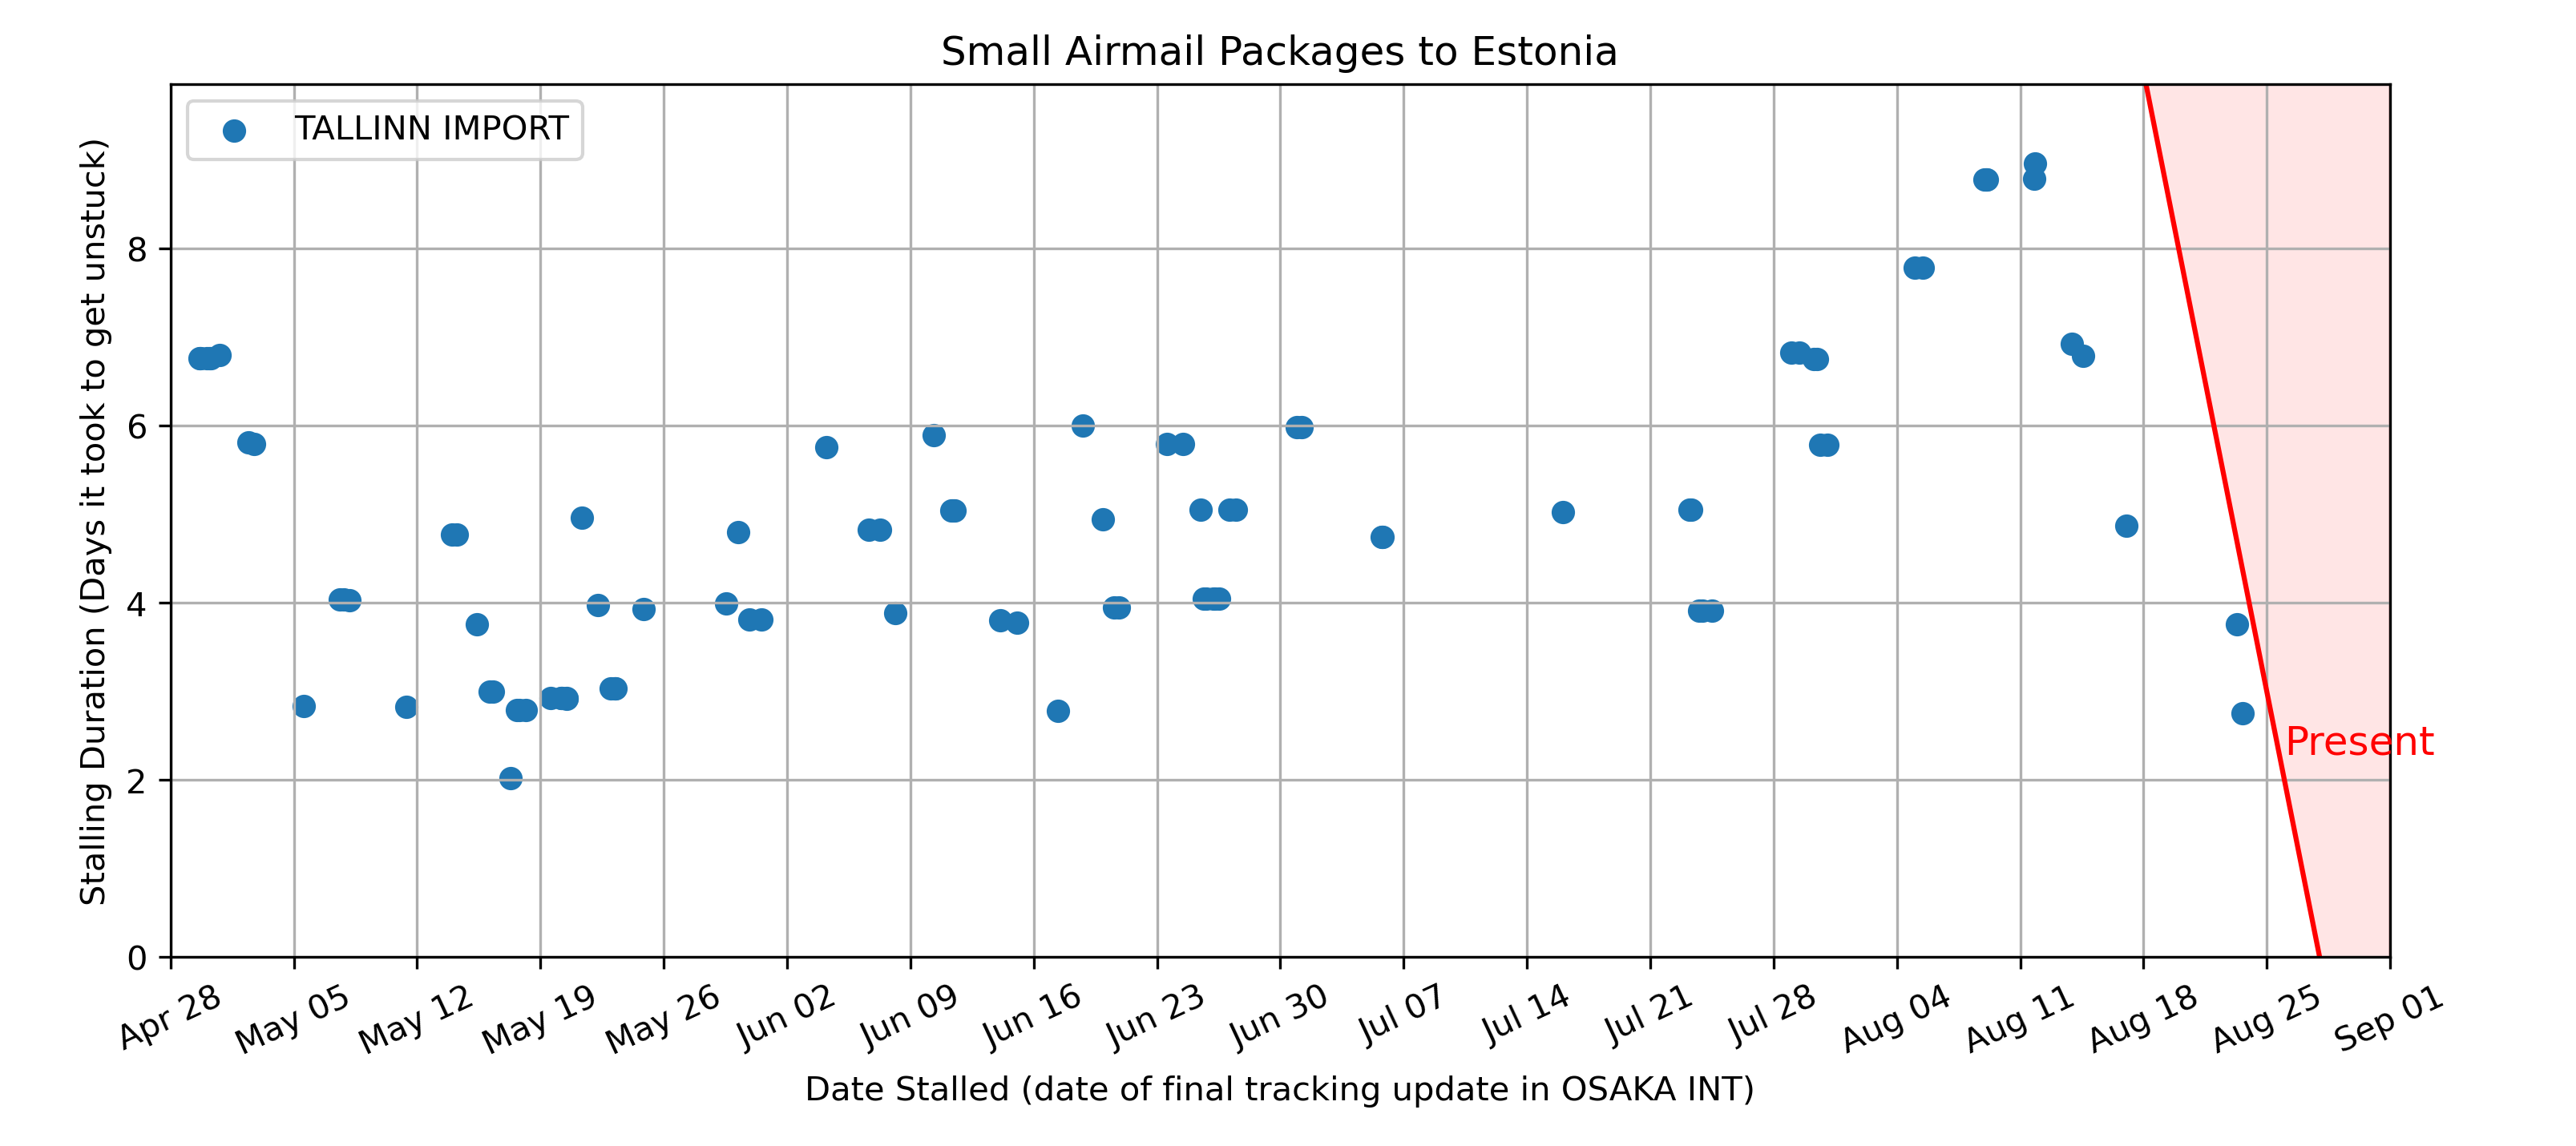 Small Airmail Packages to Estonia
TALLINN IMPORT
Stalling Duration (Days it took to get unstuck)
8
6
4
2
0
Present
Apr 28
May 05
May 12
May 19
May 26
Jun 02
Jun 09
Jun 16
Jun 23
Jun 30
Jul 07
Jul 14
Jul 21
Jul 28
Aug 04
Aug 11
Aug 18
Aug 25
Sep 01
Date Stalled (date of final tracking update in OSAKA INT)